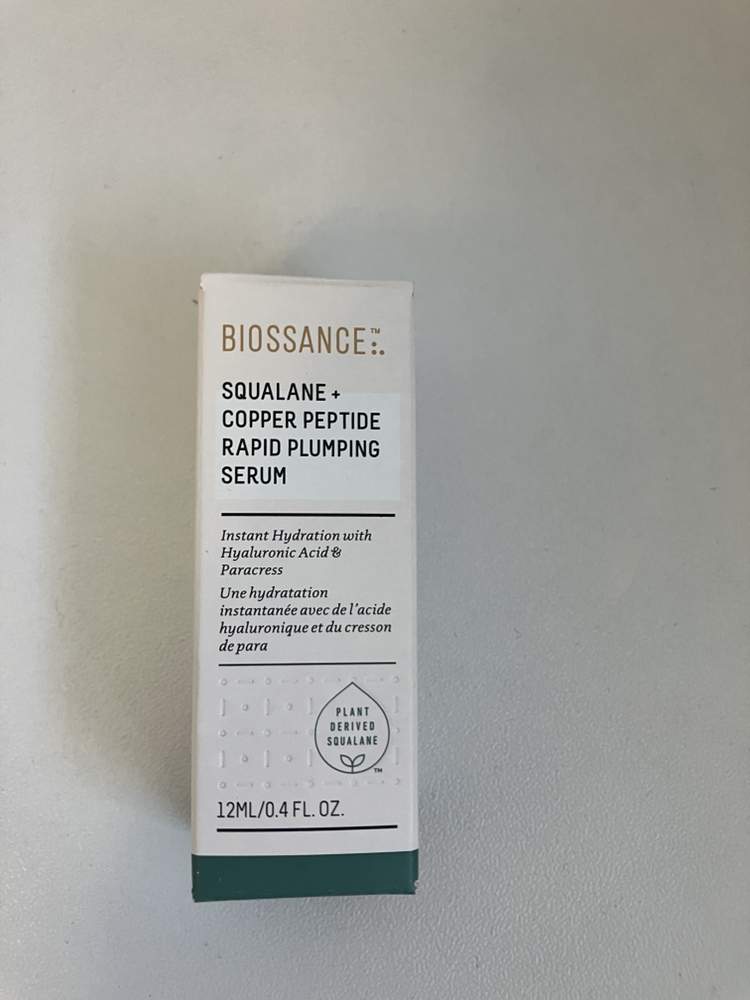 BIOSSANCE™
SQUALANE +
COPPER PEPTIDE
RAPID PLUMPING
SERUM
Instant Hydration with
Hyaluronic Acid &
Paracress
Une hydratation
instantanée avec de l'acide
hyaluronique et du cresson
de para
PLANT
DERIVED
SQUALANE
™
12ML/0.4 FL. OZ.